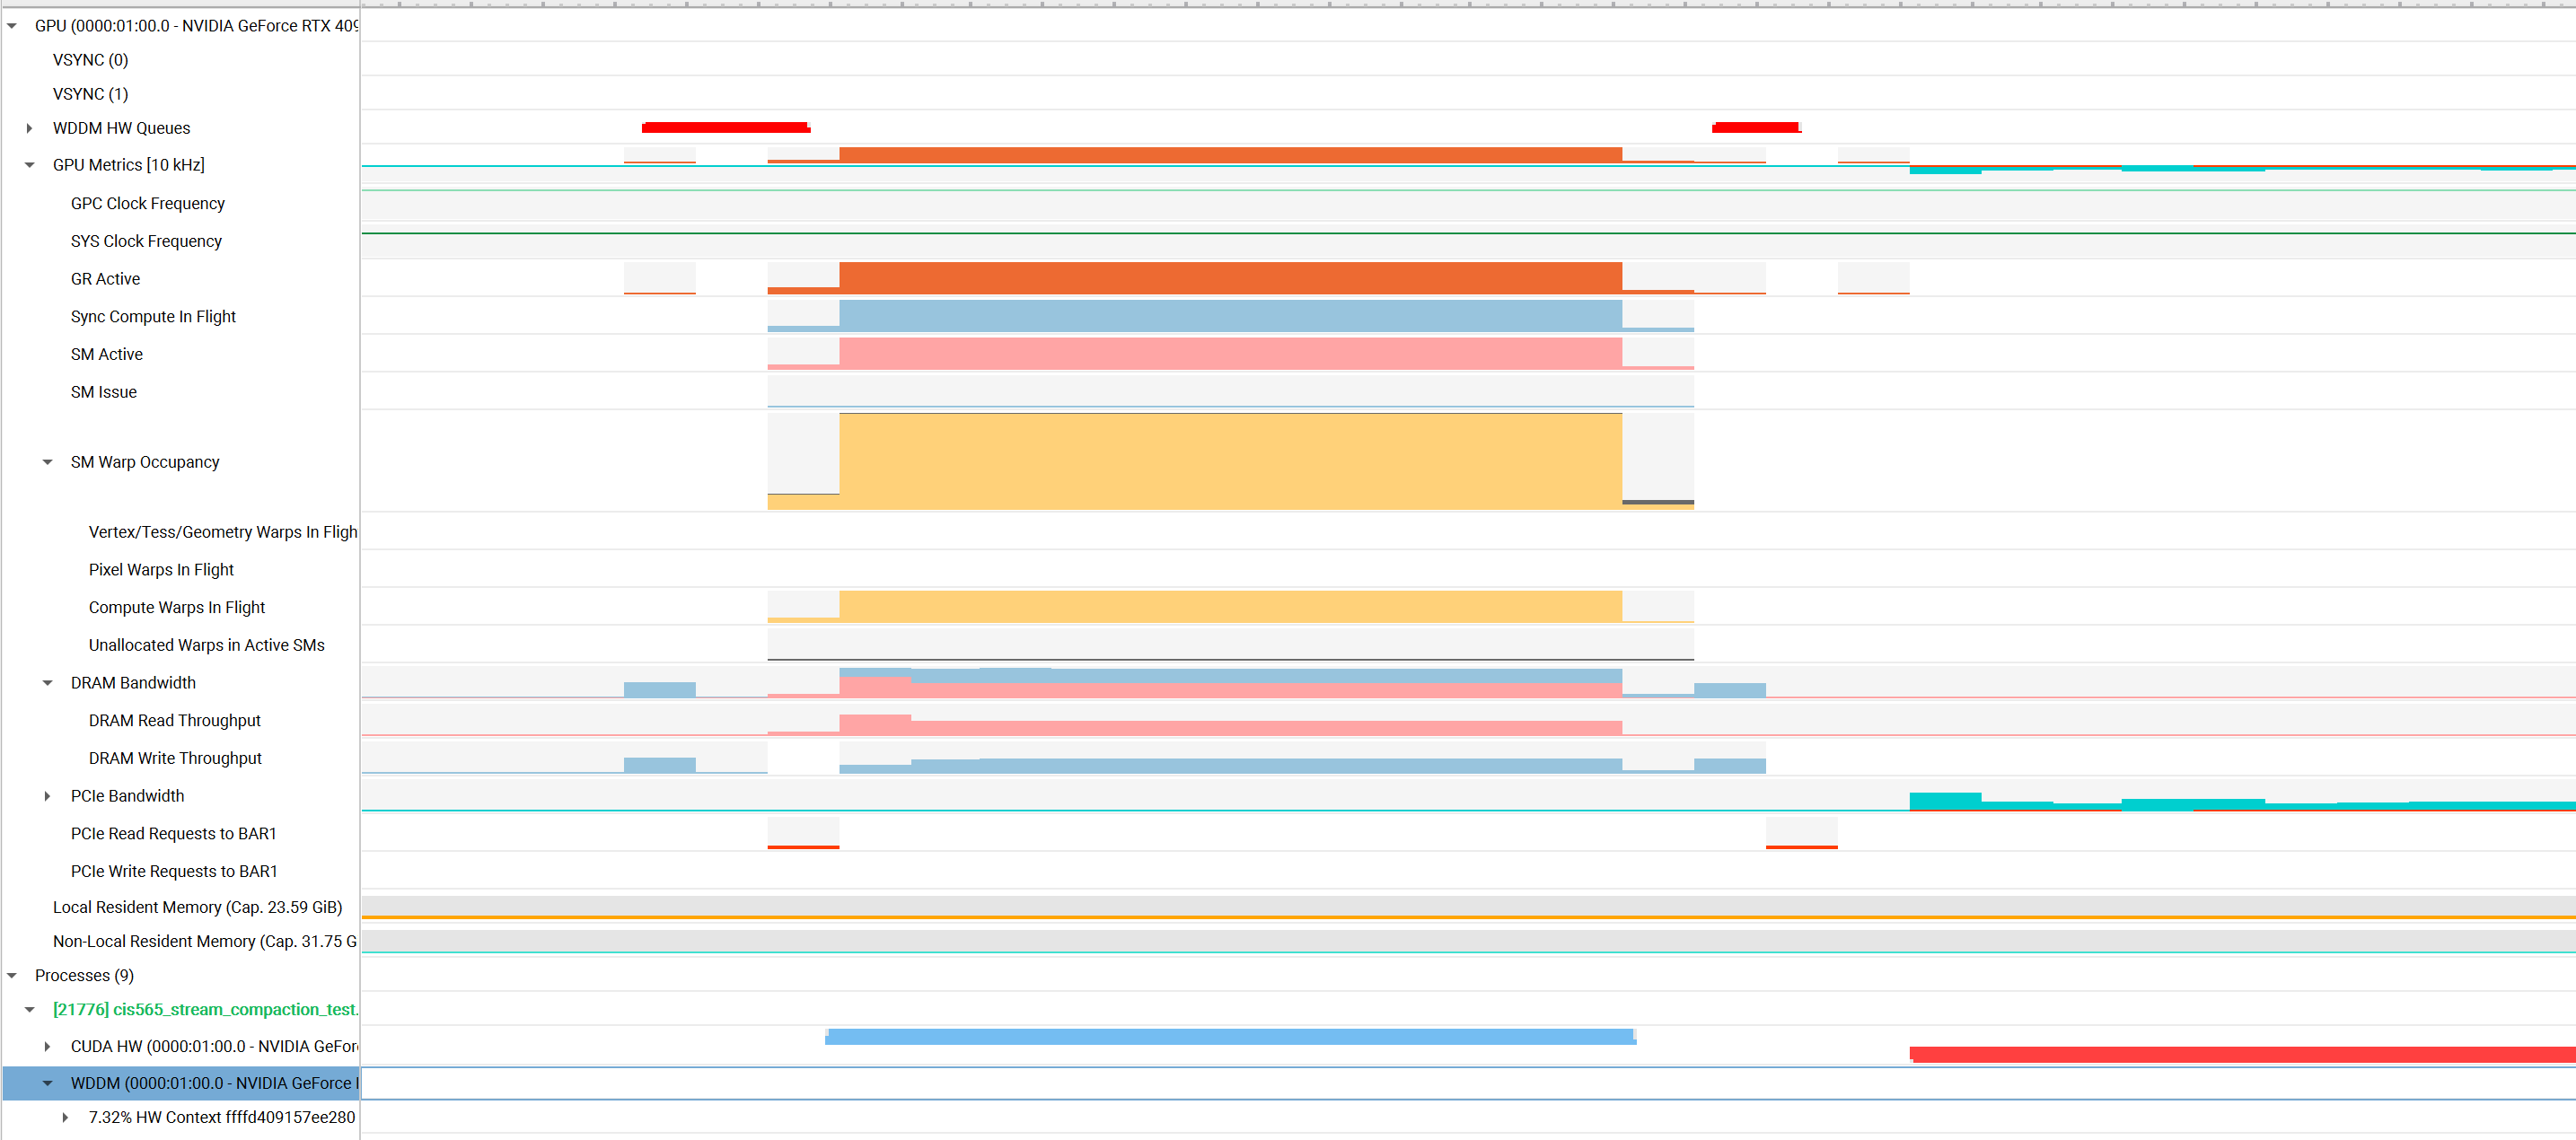 GPU (0000:01:00.0 - NVIDIA GeForce RTX 409
VSYNC (0)
VSYNC (1)
WDDM HW Queues
GPU Metrics [10 kHz]
GPC Clock Frequency
SYS Clock Frequency
GR Active
Sync Compute In Flight
SM Active
SM Issue
SM Warp Occupancy
Vertex/Tess/Geometry Warps In Fligh
Pixel Warps In Flight
Compute Warps In Flight
Unallocated Warps in Active SMs
DRAM Bandwidth
DRAM Read Throughput
DRAM Write Throughput
PCIe Bandwidth
PCIe Read Requests to BAR1
PCIe Write Requests to BAR1
Local Resident Memory (Cap. 23.59 GiB)
Non-Local Resident Memory (Cap. 31.75 G
Processes (9)
[21776] cis565_stream_compaction_test.
CUDA HW (0000:01:00.0 - NVIDIA GeFor
WDDM (0000:01:00.0 - NVIDIA GeForce
7.32% HW Context ffffd409157ee280